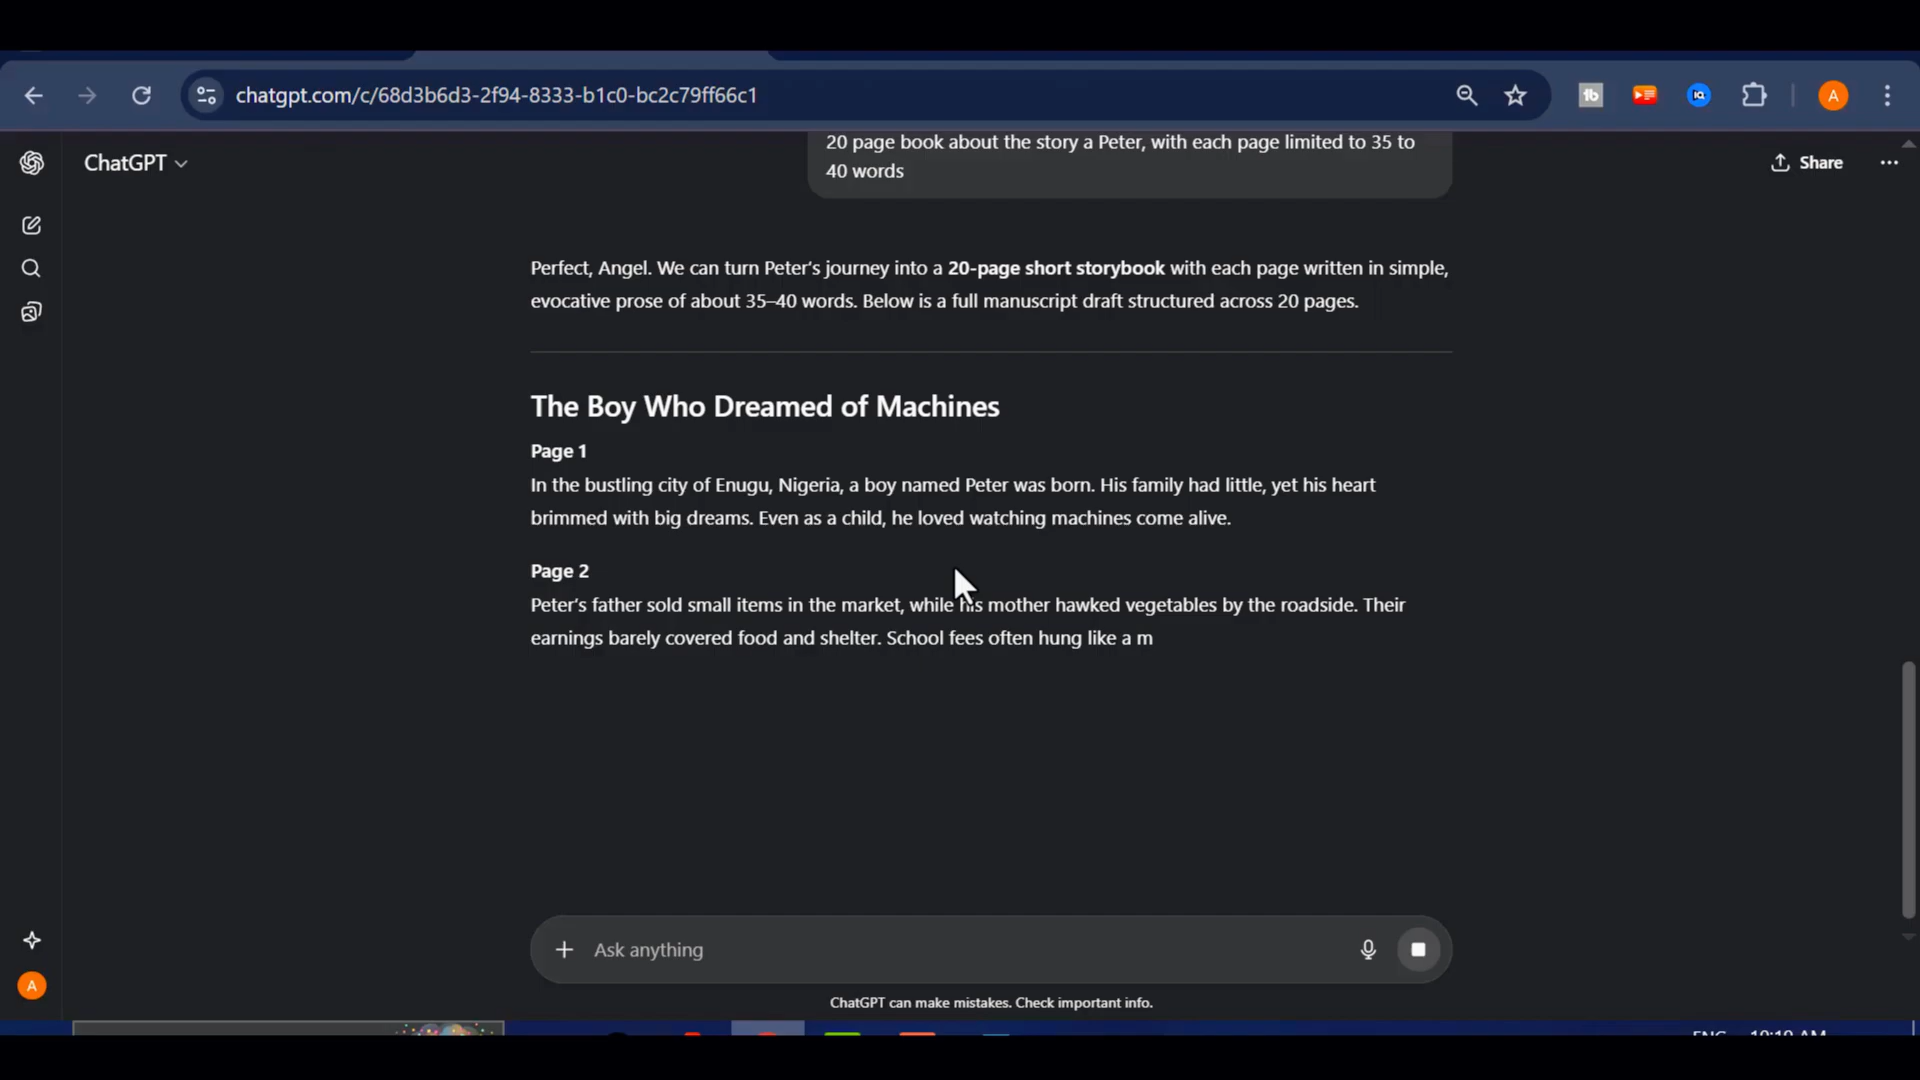 chatgpt.com/c/68d3b6d3-2f94-8333-b1c0-bc2c79ff66c1
tb
IQ
A
ChatGPT
Share
20 page book about the story a Peter, with each page limited to 35 to
40 words
Perfect, Angel. We can turn Peter’s journey into a 20-page short storybook with each page written in simple,
evocative prose of about 35–40 words. Below is a full manuscript draft structured across 20 pages.
The Boy Who Dreamed of Machines
Page 1
In the bustling city of Enugu, Nigeria, a boy named Peter was born. His family had little, yet his heart
brimmed with big dreams. Even as a child, he loved watching machines come alive.
Page 2
Peter’s father sold small items in the market, while his mother hawked vegetables by the roadside. Their
earnings barely covered food and shelter. School fees often hung like a m
Ask anything
A
ChatGPT can make mistakes. Check important info.